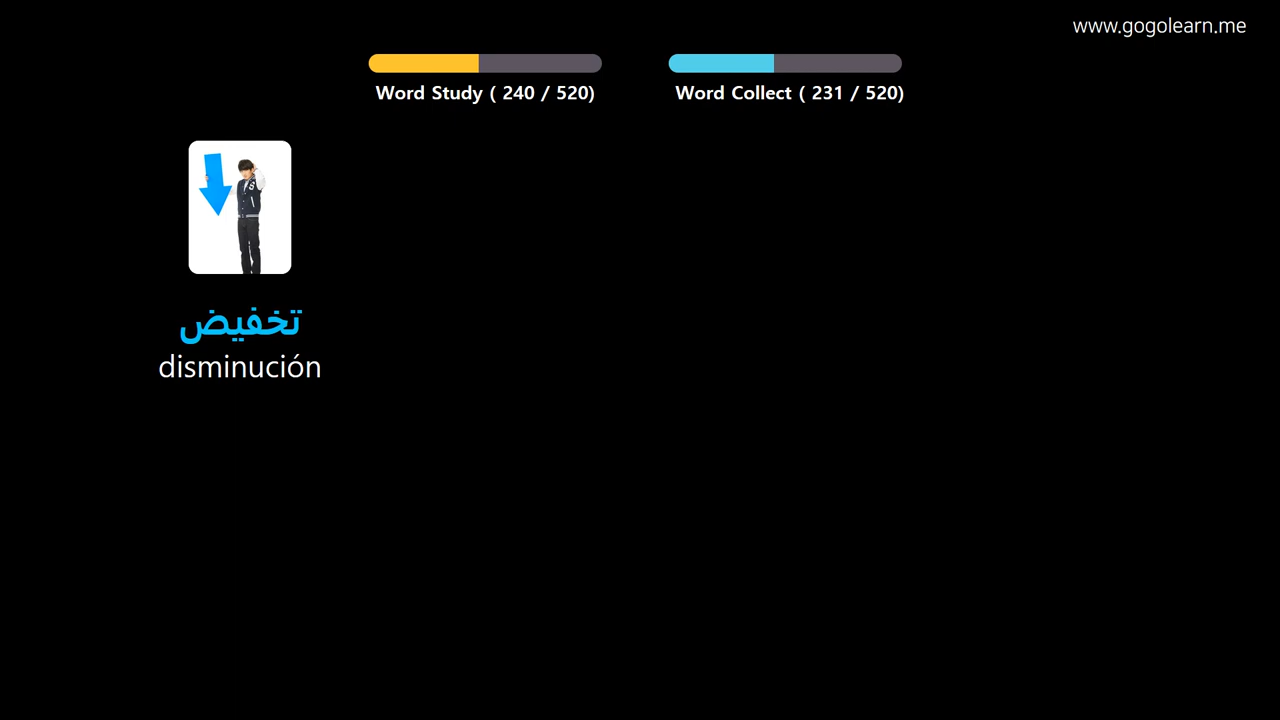 www.gogolearn.me
Word Study ( 240 / 520)
Word Collect ( 231 / 520)
تخفيض
disminución